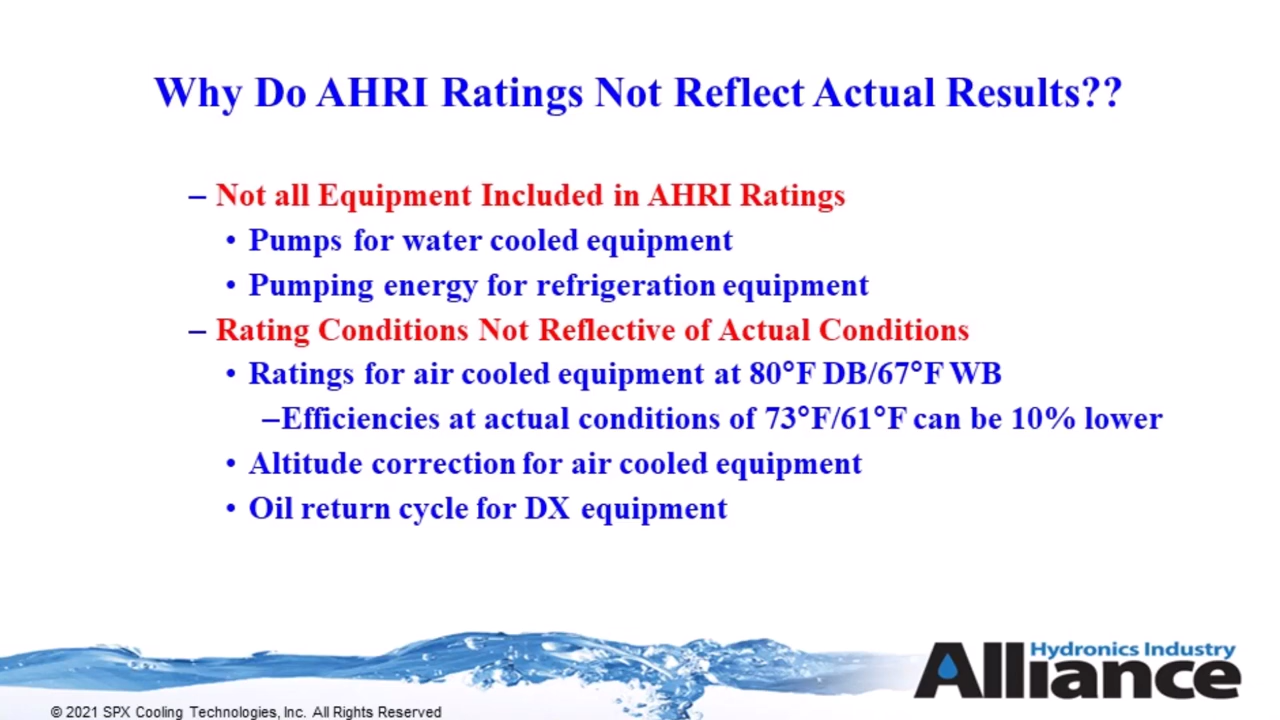 Why Do AHRI Ratings Not Reflect Actual Results??
– Not all Equipment Included in AHRI Ratings
• Pumps for water cooled equipment
• Pumping energy for refrigeration equipment
– Rating Conditions Not Reflective of Actual Conditions
• Ratings for air cooled equipment at 80°F DB/67°F WB
–Efficiencies at actual conditions of 73°F/61°F can be 10% lower
• Altitude correction for air cooled equipment
• Oil return cycle for DX equipment
Hydronics Industry
Alliance
© 2021 SPX Cooling Technologies, Inc. All Rights Reserved